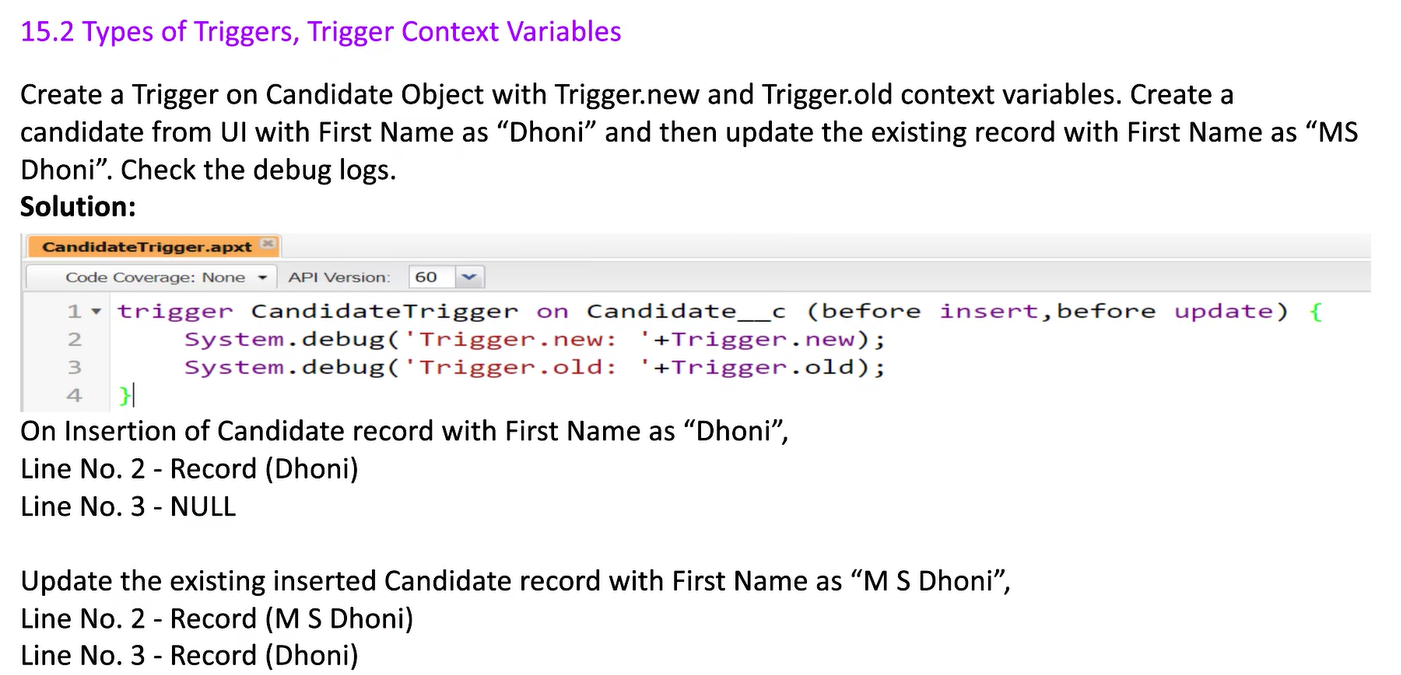 15.2 Types of Triggers, Trigger Context Variables
Create a Trigger on Candidate Object with Trigger.new and Trigger.old context variables. Create a
candidate from UI with First Name as “Dhoni” and then update the existing record with First Name as “MS
Dhoni”. Check the debug logs.
Solution:
CandidateTrigger.apxt
Code Coverage: None API Version: 60
1 trigger CandidateTrigger on Candidate__c (before insert,before update) {
2 System.debug('Trigger.new: '+Trigger.new);
3 System.debug('Trigger.old: '+Trigger.old);
4 }
On Insertion of Candidate record with First Name as “Dhoni”,
Line No. 2 - Record (Dhoni)
Line No. 3 - NULL
Update the existing inserted Candidate record with First Name as “M S Dhoni”,
Line No. 2 - Record (M S Dhoni)
Line No. 3 - Record (Dhoni)